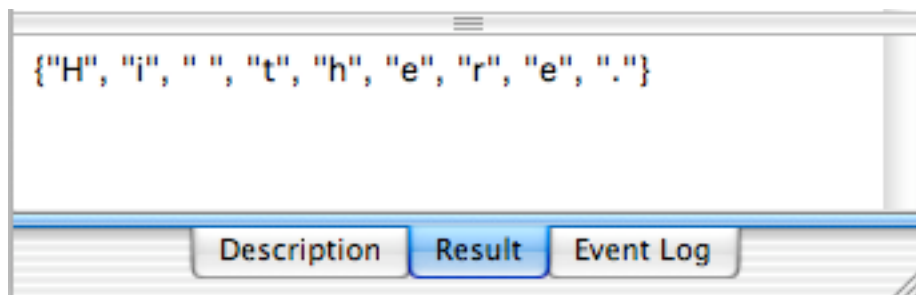 {"H", "i", " ", "t", "h", "e", "r", "e", "."}
Description Result Event Log